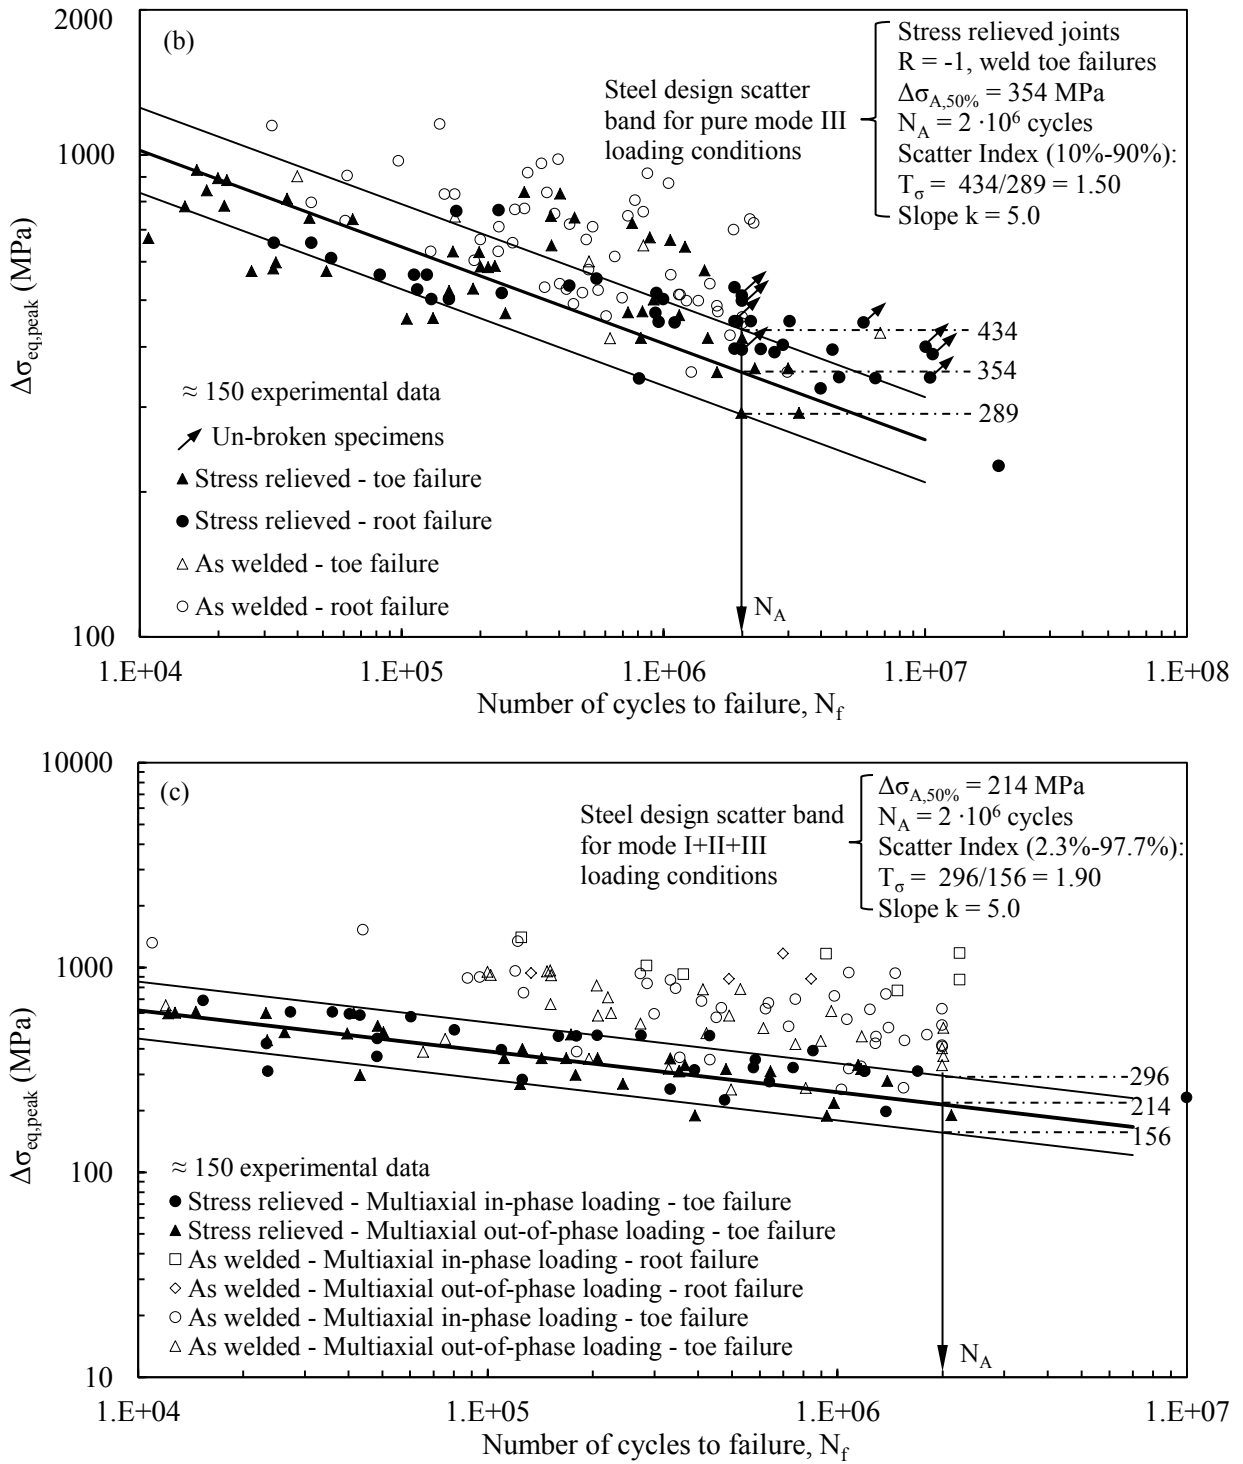 2000
(b)
Stress relieved joints
R = -1, weld toe failures
Δσ_A,50% = 354 MPa
N_A = 2 ·10⁶ cycles
Scatter Index (10%-90%):
T_σ = 434/289 = 1.50
Slope k = 5.0
Steel design scatter
band for pure mode III
loading conditions
1000
Δσ_eq,peak (MPa)
434
354
289
≈ 150 experimental data
Un-broken specimens
Stress relieved - toe failure
Stress relieved - root failure
As welded - toe failure
As welded - root failure
N_A
100
1.E+04 1.E+05 1.E+06 1.E+07 1.E+08
Number of cycles to failure, N_f
10000
(c)
Δσ_A,50% = 214 MPa
N_A = 2 ·10⁶ cycles
Scatter Index (2.3%-97.7%):
T_σ = 296/156 = 1.90
Slope k = 5.0
Steel design scatter band
for mode I+II+III
loading conditions
1000
Δσ_eq,peak (MPa)
296
214
156
100
≈ 150 experimental data
Stress relieved - Multiaxial in-phase loading - toe failure
Stress relieved - Multiaxial out-of-phase loading - toe failure
As welded - Multiaxial in-phase loading - root failure
As welded - Multiaxial out-of-phase loading - root failure
As welded - Multiaxial in-phase loading - toe failure
As welded - Multiaxial out-of-phase loading - toe failure
N_A
10
1.E+04 1.E+05 1.E+06 1.E+07
Number of cycles to failure, N_f